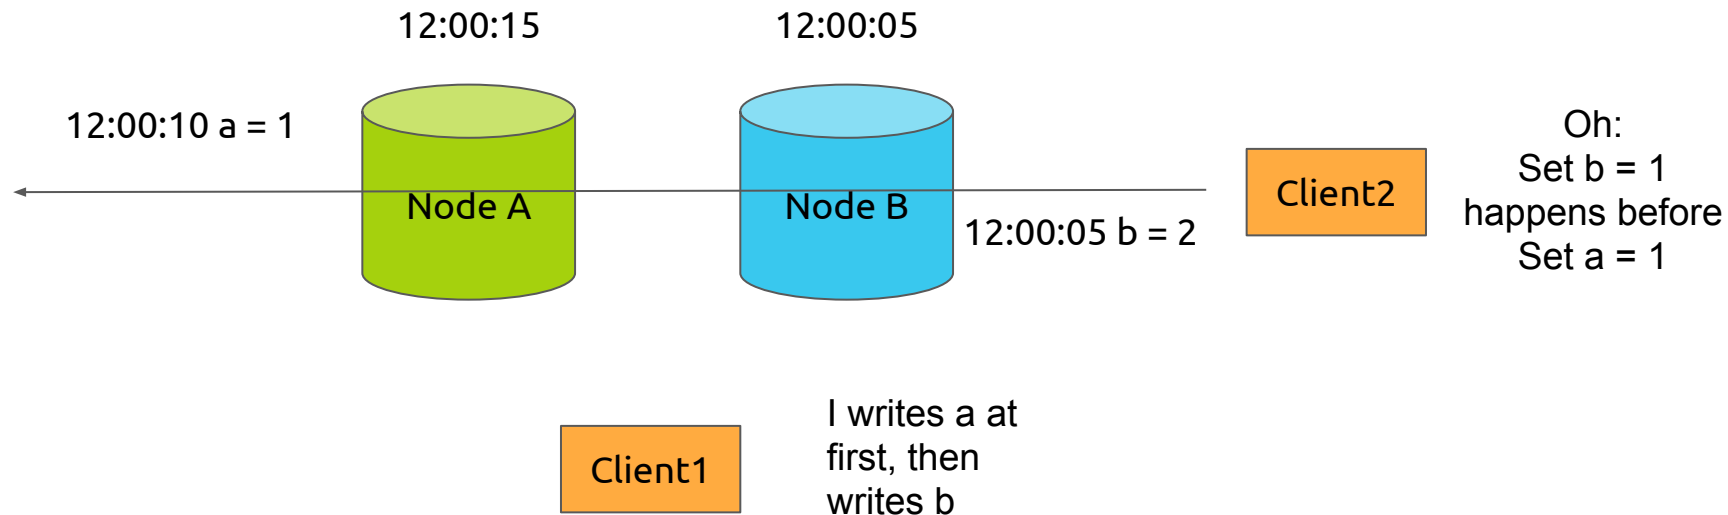 12:00:15
12:00:05
12:00:10 a = 1
Node A
Node B
12:00:05 b = 2
Client2
Oh:
Set b = 1
happens before
Set a = 1
Client1
I writes a at
first, then
writes b